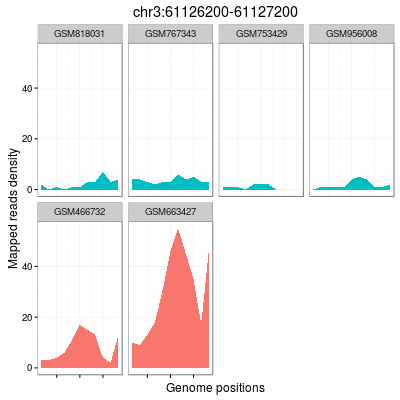 chr3:61126200-61127200
GSM818031 GSM767343 GSM753429 GSM956008
40
20
0
Mapped reads density
GSM466732 GSM663427
40
20
0
Genome positions